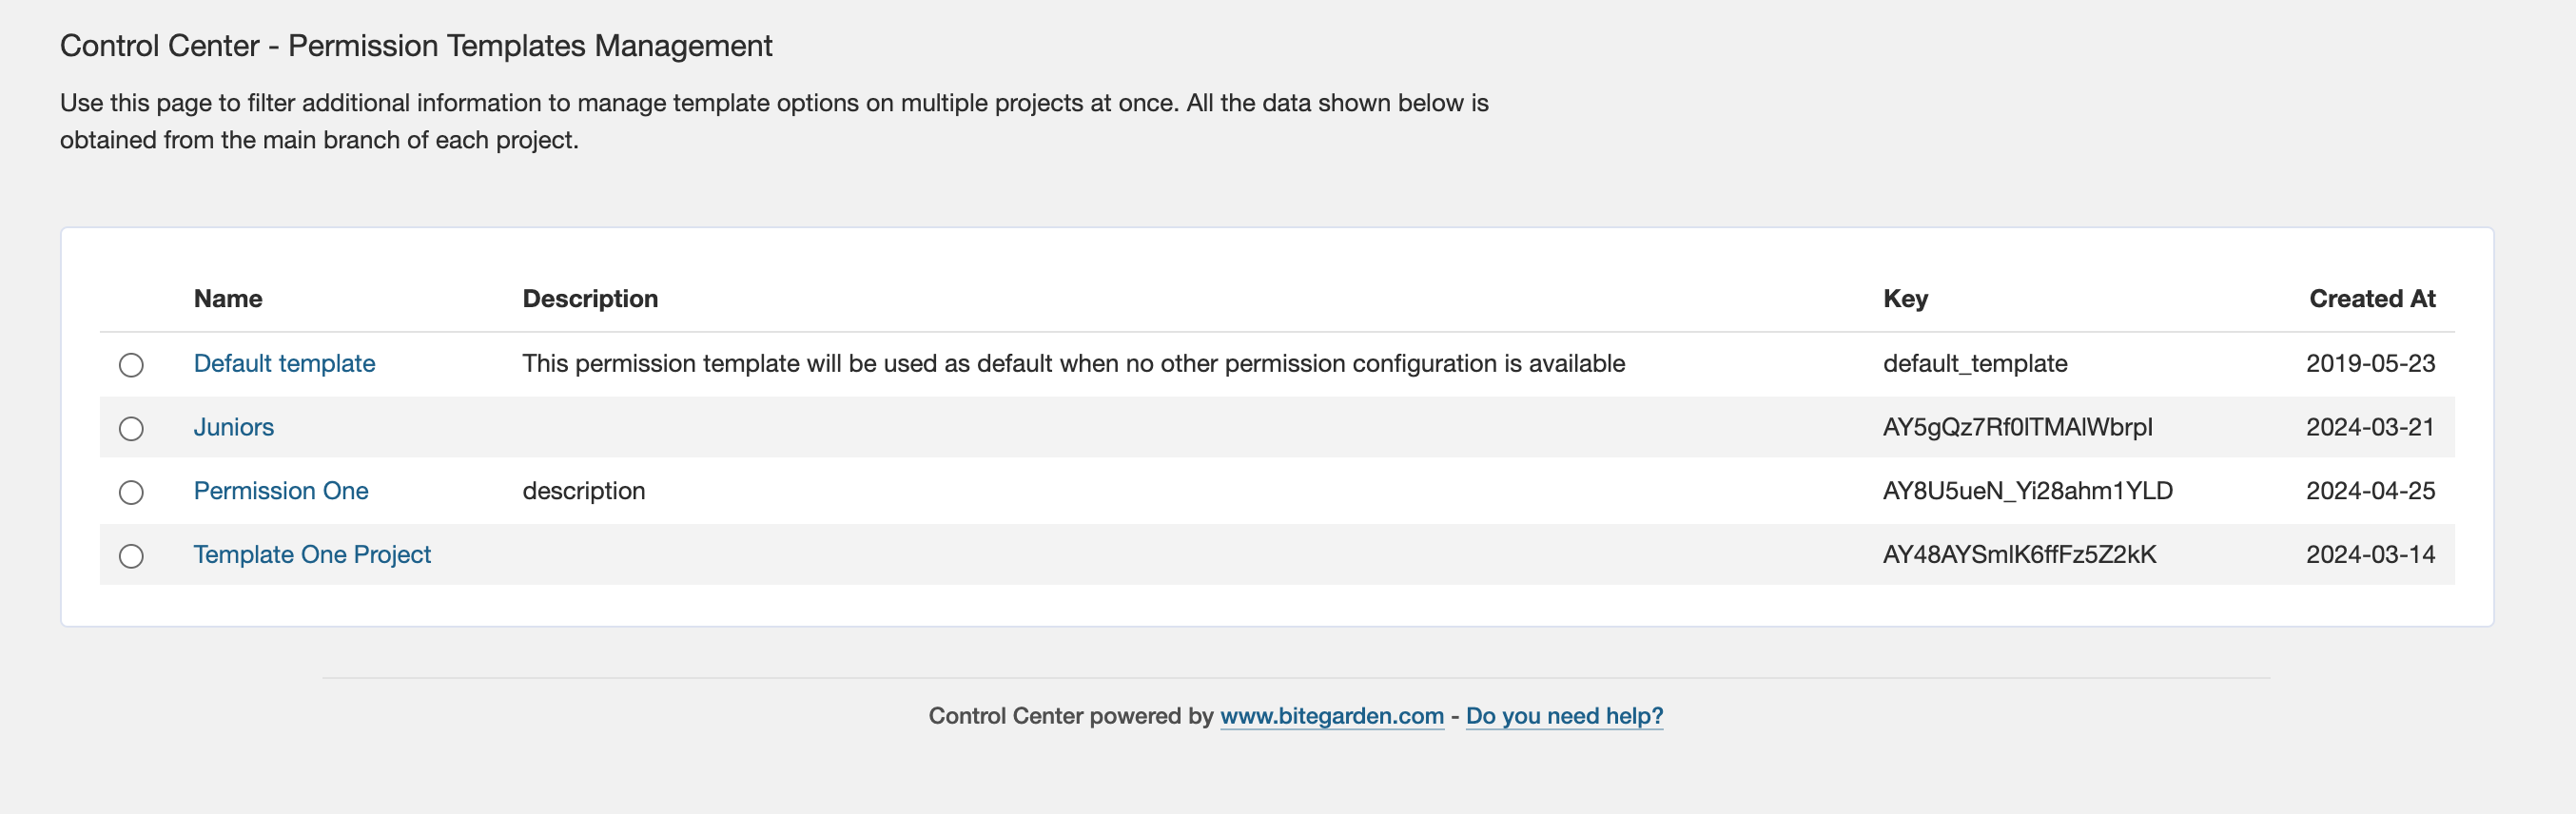 Control Center - Permission Templates Management
Use this page to filter additional information to manage template options on multiple projects at once. All the data shown below is
obtained from the main branch of each project.
Name Description Key Created At
Default template This permission template will be used as default when no other permission configuration is available default_template 2019-05-23
Juniors AY5gQz7Rf0lTMAlWbrpI 2024-03-21
Permission One description AY8U5ueN_Yi28ahm1YLD 2024-04-25
Template One Project AY48AYSmlK6ffFz5Z2kK 2024-03-14
Control Center powered by www.bitegarden.com - Do you need help?